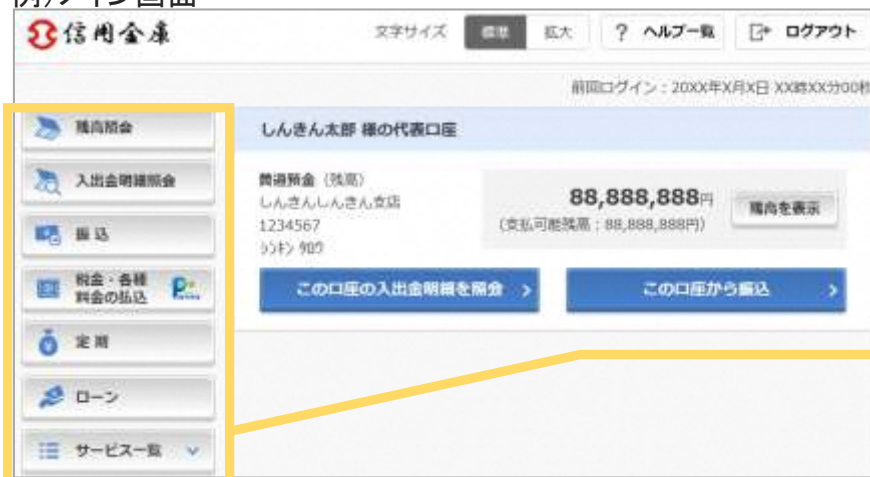 例)メイン画面
信用金庫
文字サイズ 標準 拡大 ? ヘルプ一覧 ログアウト
前回ログイン:20XX年X月X日 XX時XX分00秒
残高照会
入出金明細照会
振込
税金・各種
料金の払込
定期
ローン
サービス一覧
しんきん太郎 様の代表口座
普通預金(残高)
しんきんしんきん支店
1234567
シンキン タロウ
88,888,888円
(支払可能残高:88,888,888円)
残高を表示
この口座の入出金明細を照会
この口座から振込